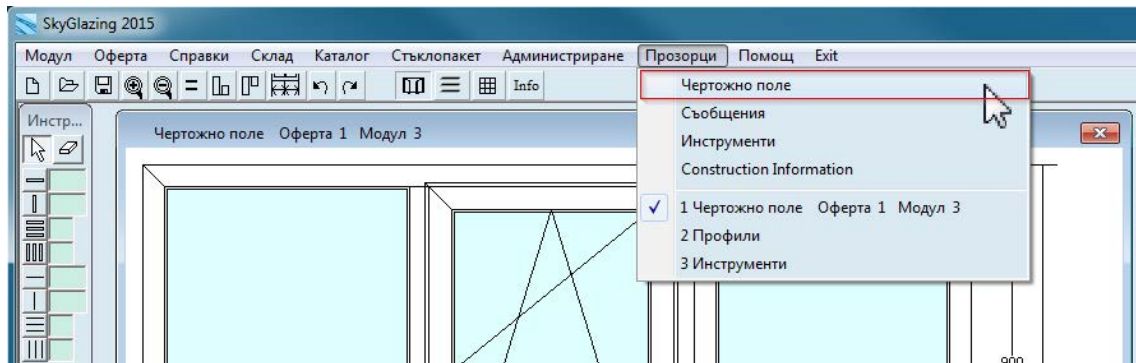 SkyGlazing 2015
Модул Оферта Справки Склад Каталог Стъклопакет Администриране Прозорци Помощ Exit
Info
Чертожно поле
Съобщения
Инструменти
Construction Information
1 Чертожно поле Оферта 1 Модул 3
2 Профили
3 Инструменти
Инстр...
Чертожно поле Оферта 1 Модул 3
900